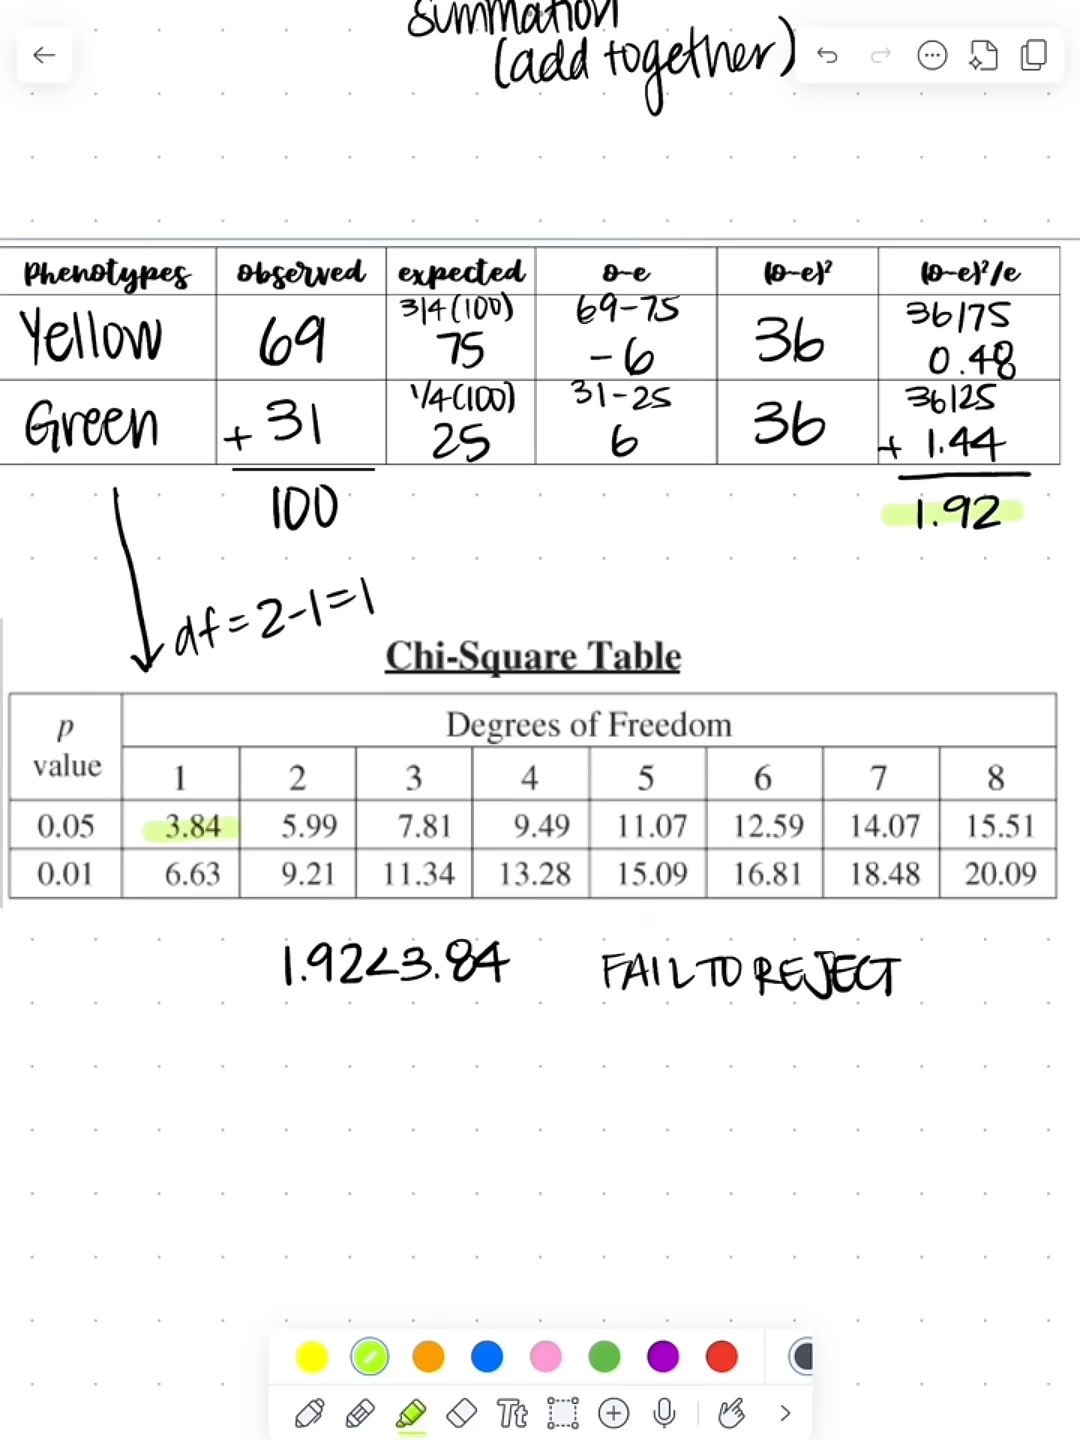 summation
(add together)
Phenotypes observed expected o-e (o-e)² (o-e)²/e
3/4(100) 69-75 36/75
Yellow 69 75 -6 36 0.48
1/4(100) 31-25 36/25
Green + 31 25 6 36 + 1.44
100 1.92
df=2-1=1
Chi-Square Table
p value Degrees of Freedom
1 2 3 4 5 6 7 8
0.05 3.84 5.99 7.81 9.49 11.07 12.59 14.07 15.51
0.01 6.63 9.21 11.34 13.28 15.09 16.81 18.48 20.09
1.92<3.84 FAIL TO REJECT
Tt